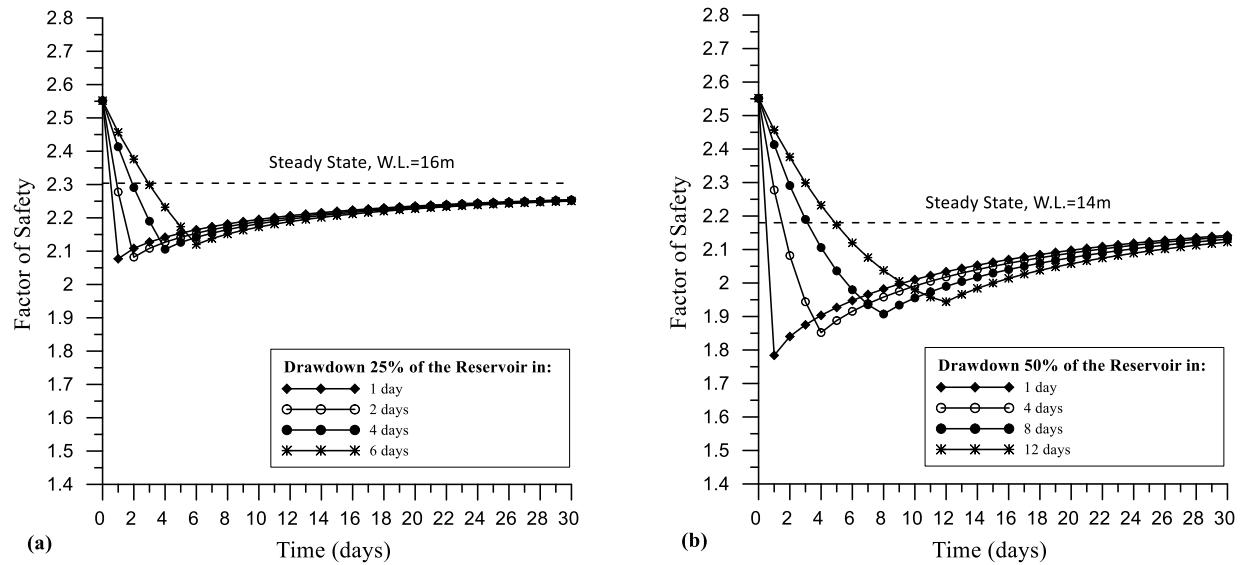 2.8
2.7
2.6
2.5
2.4
2.3
2.2
2.1
2.0
1.9
1.8
1.7
1.6
1.5
1.4
Factor of Safety
Steady State, W.L.=16m
Drawdown 25% of the Reservoir in:
1 day
2 days
4 days
6 days
0 2 4 6 8 10 12 14 16 18 20 22 24 26 28 30
(a)
Time (days)
2.8
2.7
2.6
2.5
2.4
2.3
2.2
2.1
2.0
1.9
1.8
1.7
1.6
1.5
1.4
Factor of Safety
Steady State, W.L.=14m
Drawdown 50% of the Reservoir in:
1 day
4 days
8 days
12 days
0 2 4 6 8 10 12 14 16 18 20 22 24 26 28 30
(b)
Time (days)